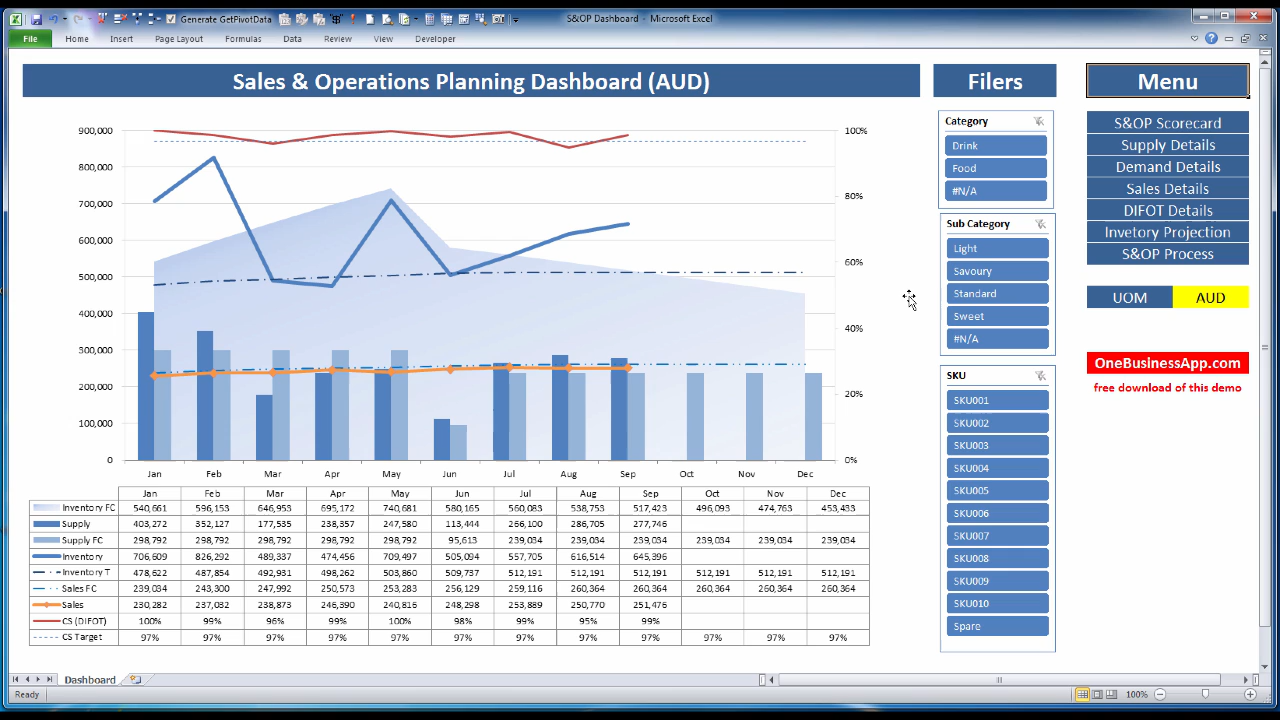 Generate GetPivotData
S&OP Dashboard - Microsoft Excel
File Home Insert Page Layout Formulas Data Review View Developer
Sales & Operations Planning Dashboard (AUD)
Filers
Menu
900,000
800,000
700,000
600,000
500,000
400,000
300,000
200,000
100,000
0
100%
80%
60%
40%
20%
0%
Jan Feb Mar Apr May Jun Jul Aug Sep Oct Nov Dec
Jan Feb Mar Apr May Jun Jul Aug Sep Oct Nov Dec
Inventory FC 540,661 596,153 646,953 695,172 740,681 580,165 560,083 538,753 517,423 496,093 474,763 453,433
Supply 403,272 352,127 177,535 238,357 247,580 113,444 266,100 286,705 277,746
Supply FC 298,792 298,792 298,792 298,792 298,792 95,613 239,034 239,034 239,034 239,034 239,034 239,034
Inventory 706,609 826,292 489,337 474,456 709,497 505,094 557,705 616,514 645,396
Inventory T 478,622 487,854 492,931 498,262 503,860 509,737 512,191 512,191 512,191 512,191 512,191 512,191
Sales FC 239,034 243,300 247,992 250,573 253,283 256,129 259,116 260,364 260,364 260,364 260,364 260,364
Sales 230,282 237,032 238,873 246,390 240,816 248,298 253,889 250,770 251,476
CS (DIFOT) 100% 99% 96% 99% 100% 98% 99% 95% 99%
CS Target 97% 97% 97% 97% 97% 97% 97% 97% 97% 97% 97% 97%
Category
Drink
Food
#N/A
Sub Category
Light
Savoury
Standard
Sweet
#N/A
SKU
SKU001
SKU002
SKU003
SKU004
SKU005
SKU006
SKU007
SKU008
SKU009
SKU010
Spare
S&OP Scorecard
Supply Details
Demand Details
Sales Details
DIFOT Details
Invetory Projection
S&OP Process
UOM AUD
OneBusinessApp.com
free download of this demo
Dashboard
Ready
100%